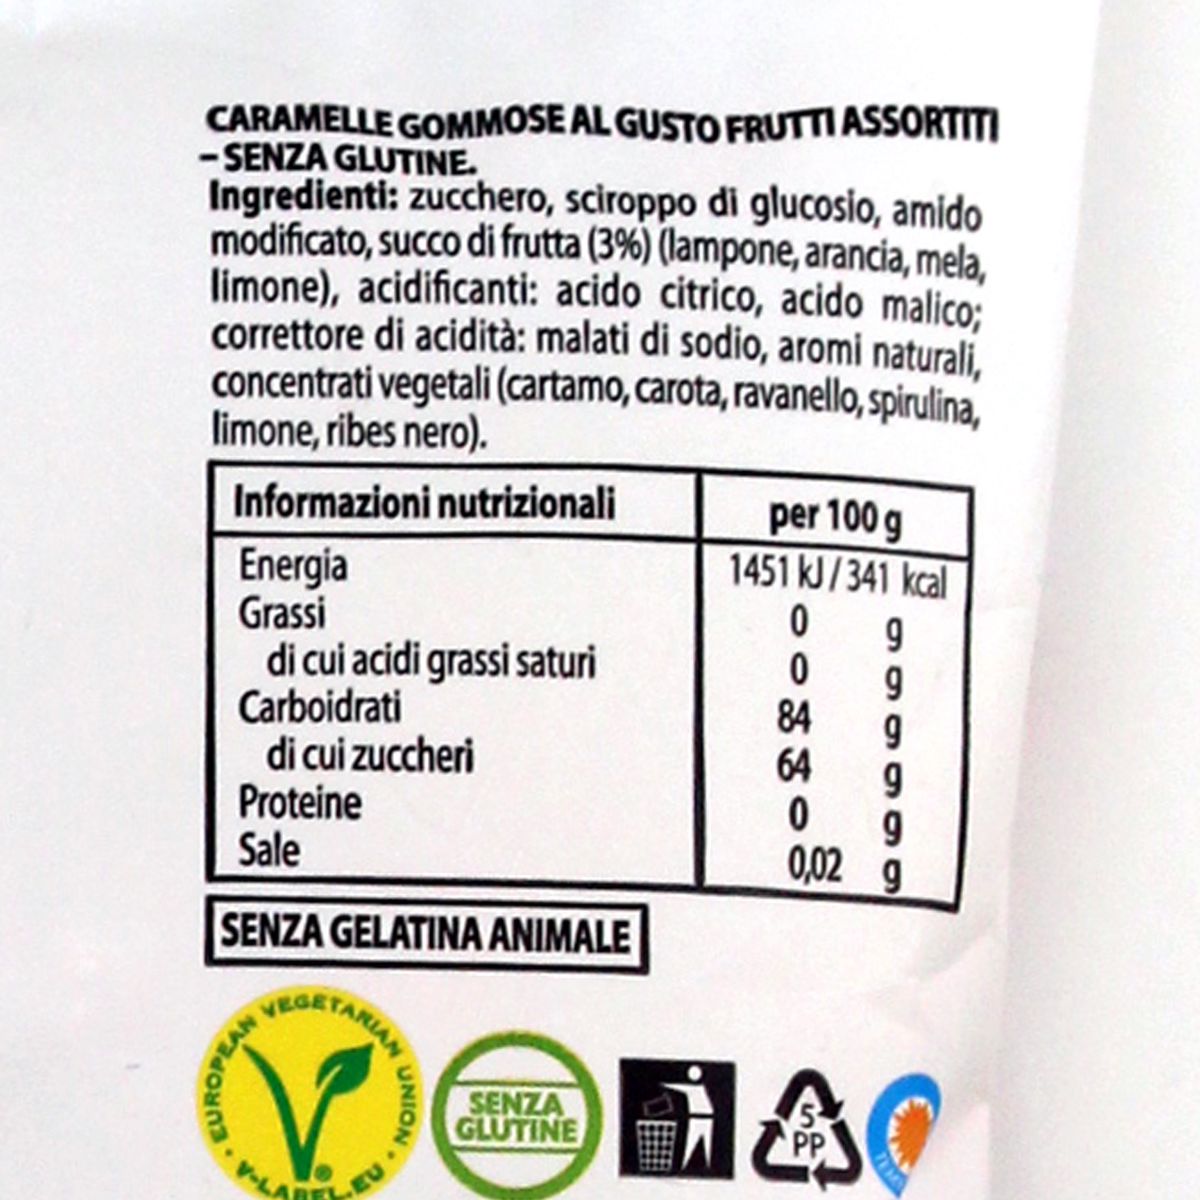 CARAMELLE GOMMOSE AL GUSTO FRUTTI ASSORTITI
– SENZA GLUTINE.
Ingredienti: zucchero, sciroppo di glucosio, amido
modificato, succo di frutta (3%) (lampone, arancia, mela,
limone), acidificanti: acido citrico, acido malico;
correttore di acidità: malati di sodio, aromi naturali,
concentrati vegetali (cartamo, carota, ravanello, spirulina,
limone, ribes nero).
Informazioni nutrizionali per 100 g
Energia 1451 kJ / 341 kcal
Grassi 0 g
di cui acidi grassi saturi 0 g
Carboidrati 84 g
di cui zuccheri 64 g
Proteine 0 g
Sale 0,02 g
SENZA GELATINA ANIMALE
EUROPEAN VEGETARIAN UNION • V-LABEL.EU •
®
SENZA
GLUTINE
5
PP